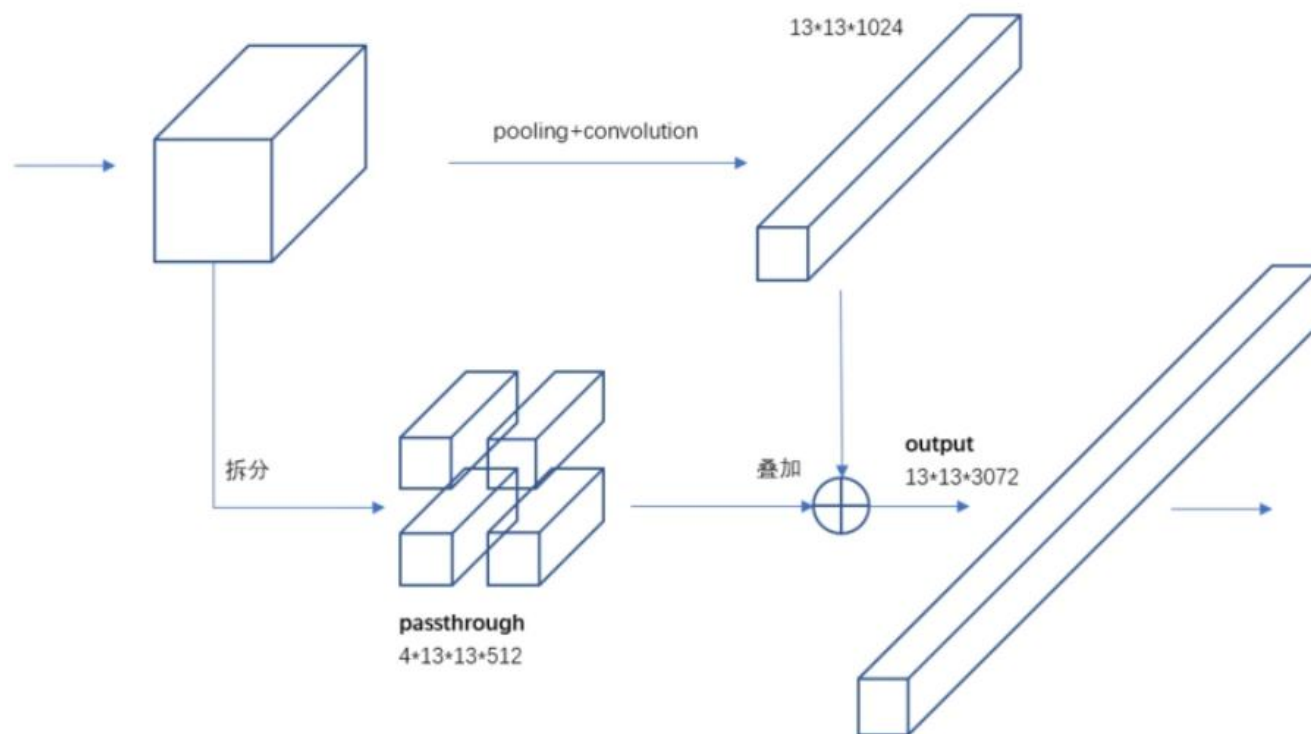 13*13*1024
pooling+convolution
拆分
叠加
output
13*13*3072
passthrough
4*13*13*512